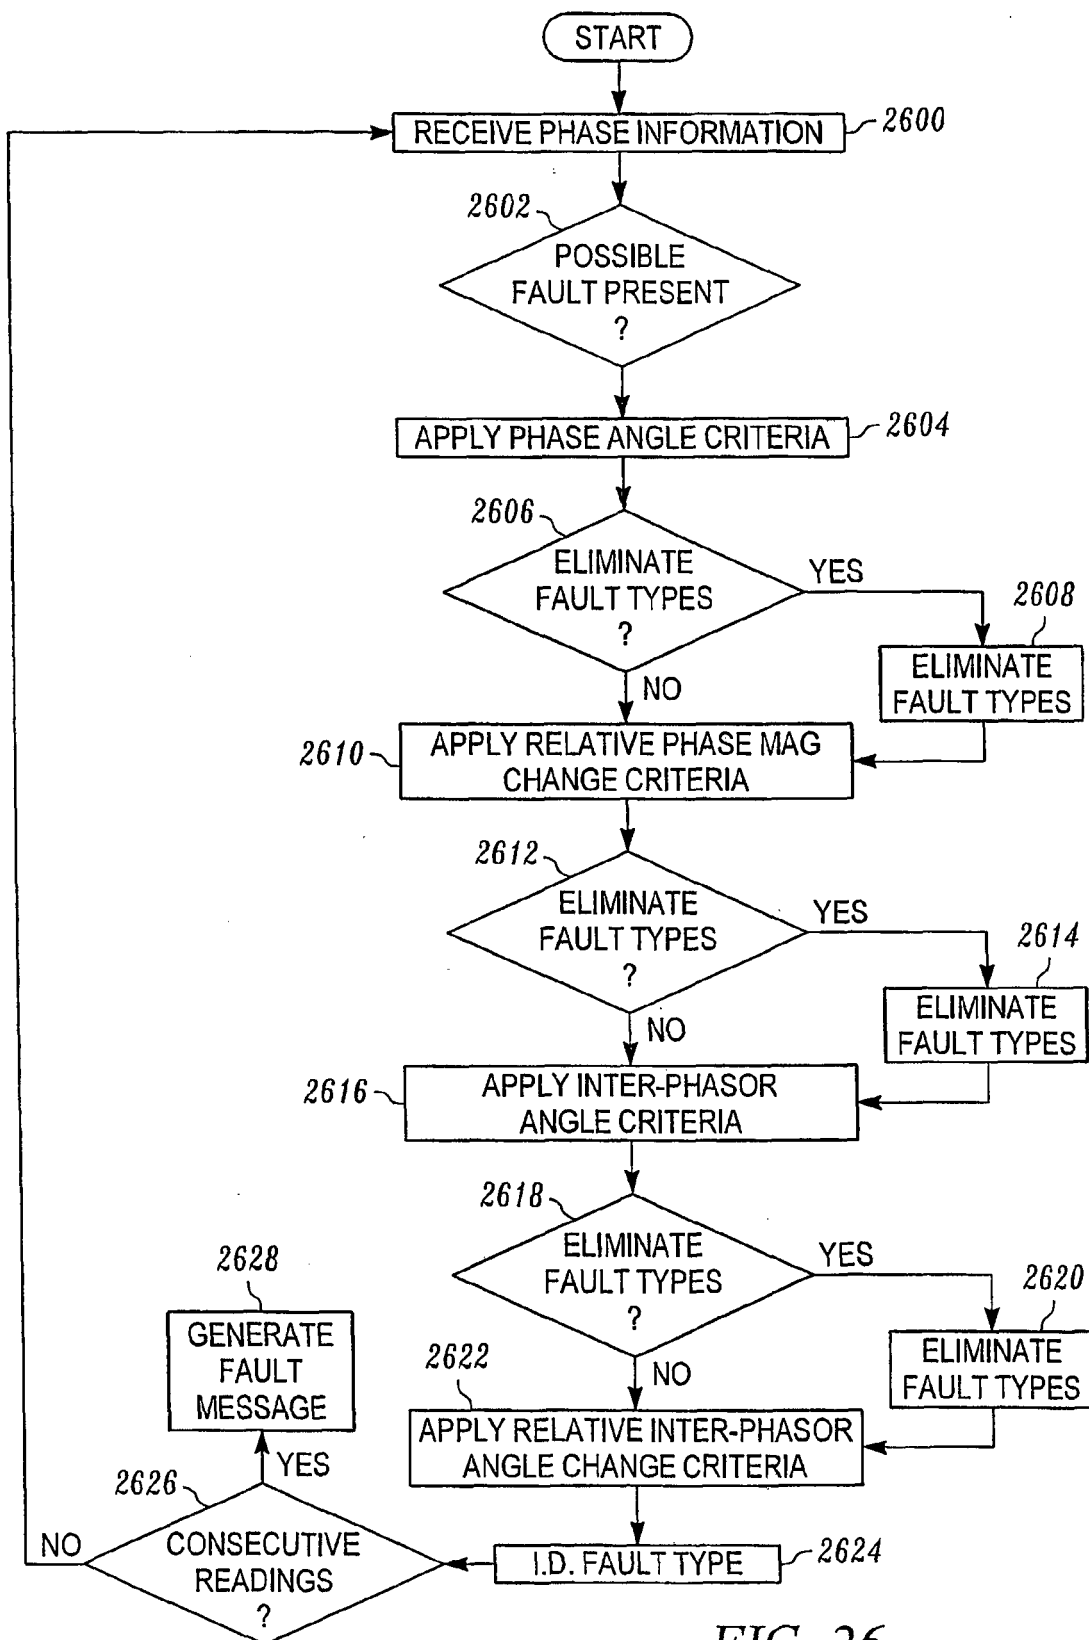 START
RECEIVE PHASE INFORMATION
2600
2602
POSSIBLE
FAULT PRESENT
?
APPLY PHASE ANGLE CRITERIA
2604
2606
ELIMINATE
FAULT TYPES
?
YES
2608
ELIMINATE
FAULT TYPES
NO
2610
APPLY RELATIVE PHASE MAG
CHANGE CRITERIA
2612
ELIMINATE
FAULT TYPES
?
YES
2614
ELIMINATE
FAULT TYPES
NO
2616
APPLY INTER-PHASOR
ANGLE CRITERIA
2618
ELIMINATE
FAULT TYPES
?
YES
2620
ELIMINATE
FAULT TYPES
NO
2622
APPLY RELATIVE INTER-PHASOR
ANGLE CHANGE CRITERIA
I.D. FAULT TYPE
2624
2626
CONSECUTIVE
READINGS
?
NO
YES
2628
GENERATE
FAULT
MESSAGE
FIG. 26